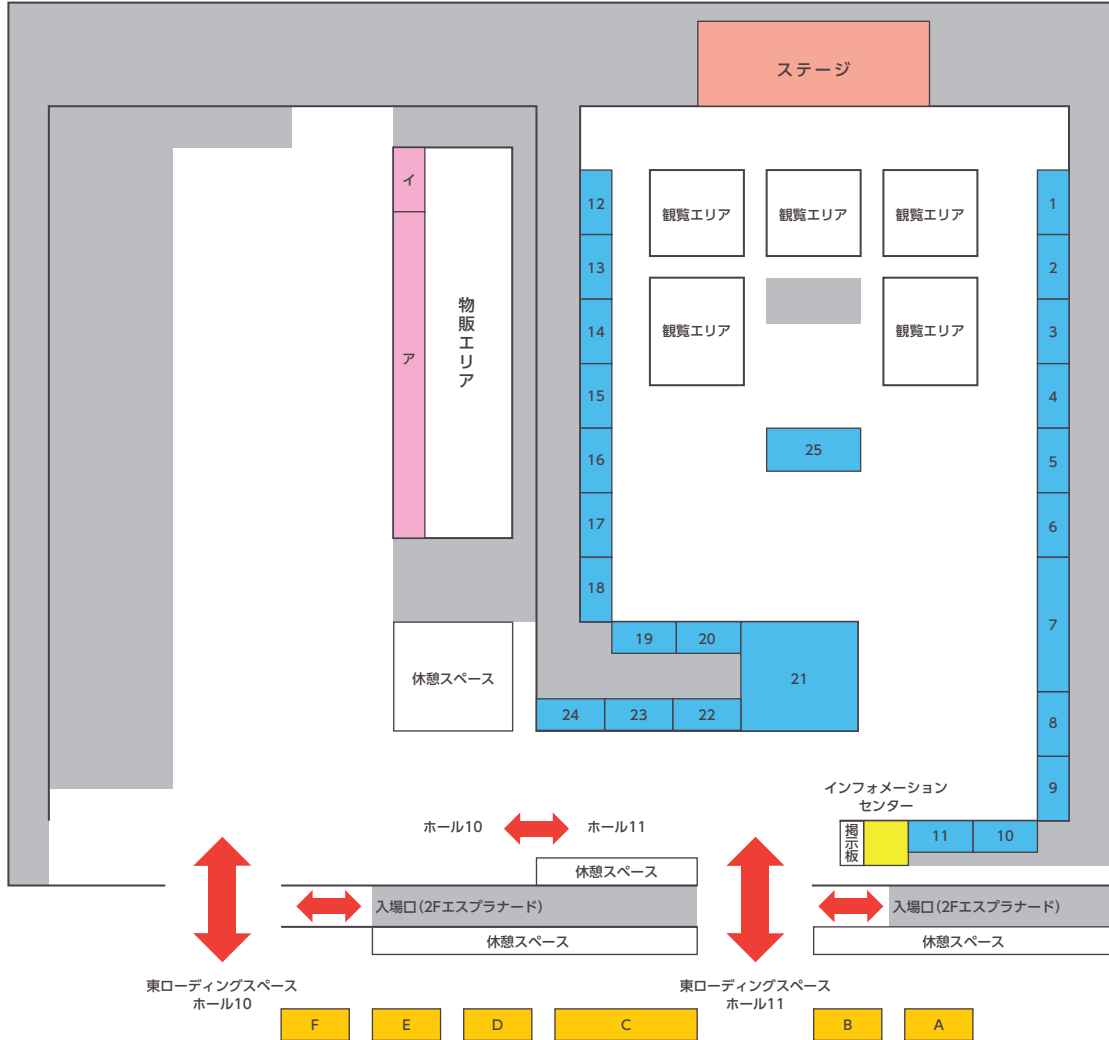 ステージ
イ
ア
物販エリア
12
13
14
15
16
17
18
観覧エリア
観覧エリア
観覧エリア
観覧エリア
観覧エリア
25
1
2
3
4
5
6
7
8
9
19
20
21
休憩スペース
24
23
22
インフォメーション
センター
掲示板
11
10
ホール10
ホール11
休憩スペース
入場口(2Fエスプラナード)
入場口(2Fエスプラナード)
休憩スペース
休憩スペース
東ローディングスペース
ホール10
東ローディングスペース
ホール11
F
E
D
C
B
A